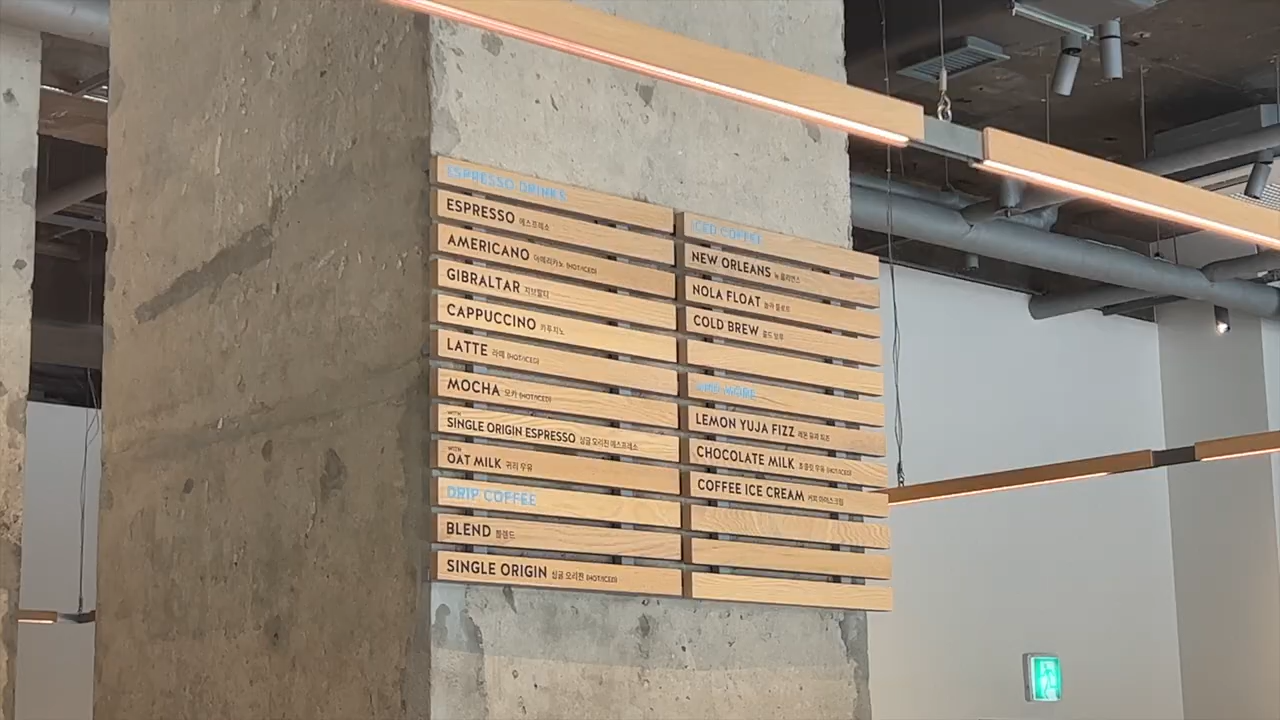 ESPRESSO DRINKS
ESPRESSO 에스프레소
AMERICANO 아메리카노 (HOT/ICED)
GIBRALTAR 지브랄타
CAPPUCCINO 카푸치노
LATTE 라떼 (HOT/ICED)
MOCHA 모카 (HOT/ICED)
WITH
SINGLE ORIGIN ESPRESSO 싱글 오리진 에스프레소
WITH
OAT MILK 귀리 우유
DRIP COFFEE
BLEND 블렌드
SINGLE ORIGIN 싱글 오리진 (HOT/ICED)
ICED COFFEE
NEW ORLEANS 뉴 올리언스
NOLA FLOAT 놀라 플로트
COLD BREW 콜드 브루
AND MORE
LEMON YUJA FIZZ 레몬 유자 피즈
CHOCOLATE MILK 초콜릿 우유 (HOT/ICED)
COFFEE ICE CREAM 커피 아이스크림